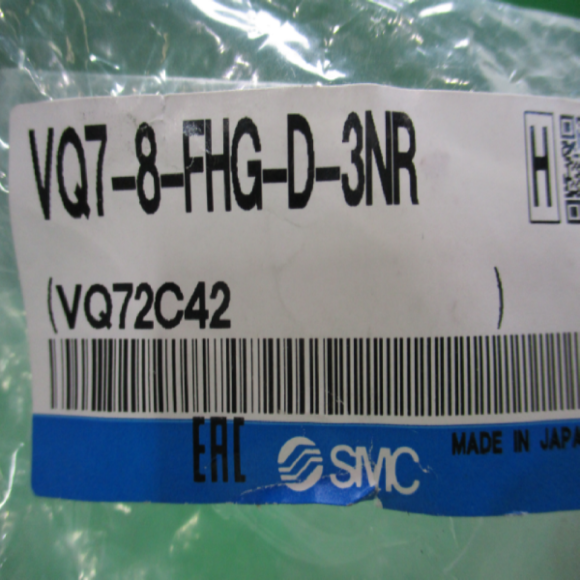 VQ7-8-FHG-D-3NR
H
(VQ72C42 )
EAC
SMC
MADE IN JAPA